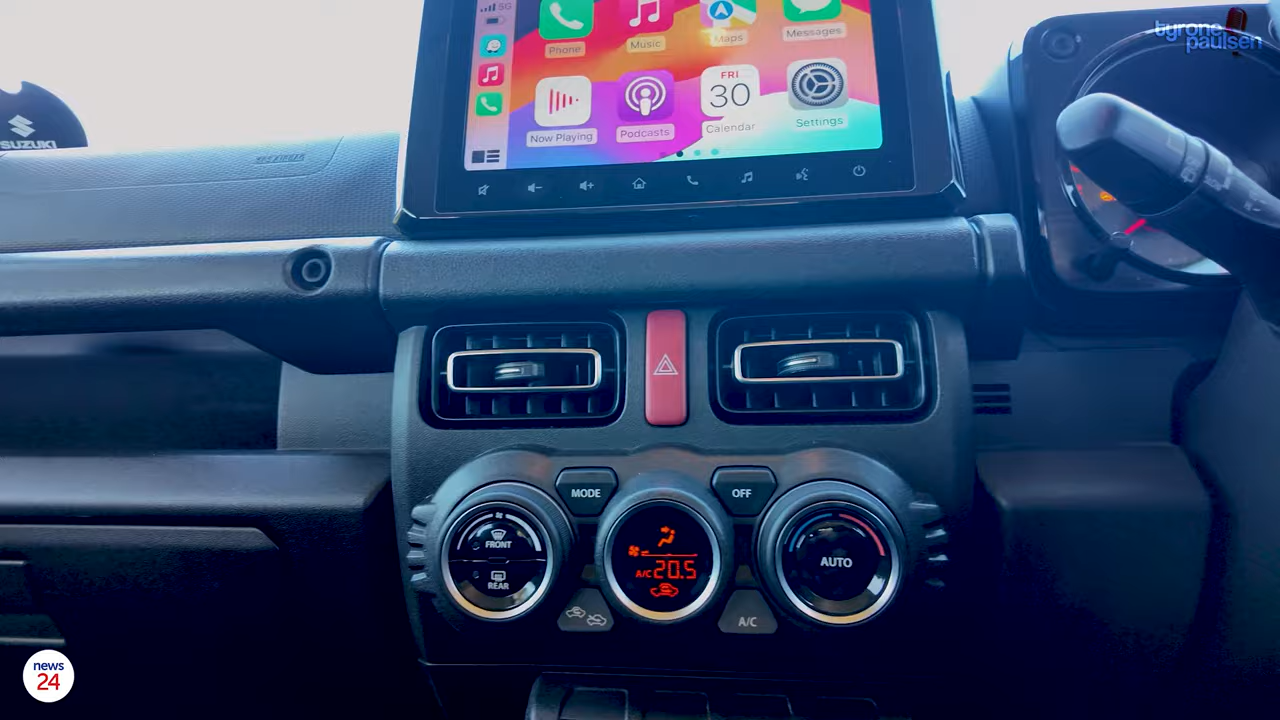 5G
Phone
Music
Maps
Messages
Now Playing
Podcasts
FRI
30
Calendar
Settings
tyrone
paulsen
SUZUKI
MODE
OFF
FRONT
REAR
A/C 20.5
AUTO
A/C
news
24